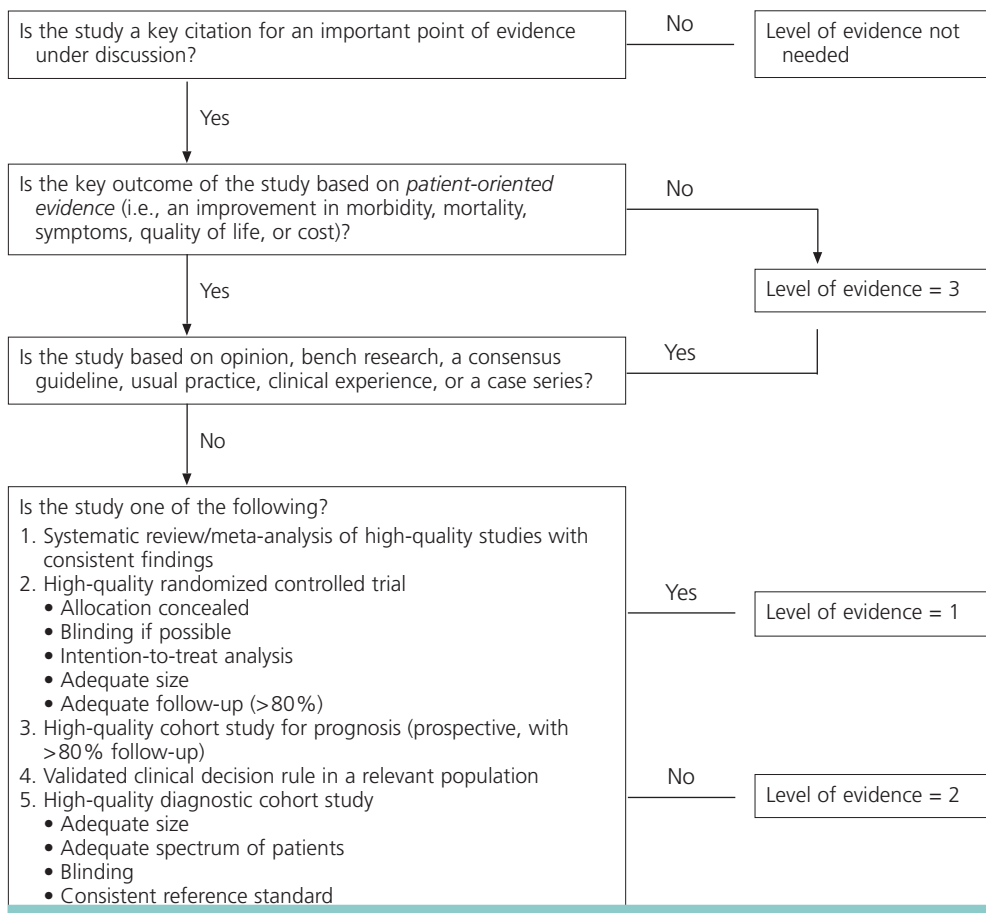 Is the study a key citation for an important point of evidence
under discussion?
No
Level of evidence not
needed
Yes
Is the key outcome of the study based on patient-oriented
evidence (i.e., an improvement in morbidity, mortality,
symptoms, quality of life, or cost)?
No
Yes
Level of evidence = 3
Is the study based on opinion, bench research, a consensus
guideline, usual practice, clinical experience, or a case series?
Yes
No
Is the study one of the following?
1. Systematic review/meta-analysis of high-quality studies with
consistent findings
2. High-quality randomized controlled trial
• Allocation concealed
• Blinding if possible
• Intention-to-treat analysis
• Adequate size
• Adequate follow-up (>80%)
3. High-quality cohort study for prognosis (prospective, with
>80% follow-up)
4. Validated clinical decision rule in a relevant population
5. High-quality diagnostic cohort study
• Adequate size
• Adequate spectrum of patients
• Blinding
• Consistent reference standard
Yes
Level of evidence = 1
No
Level of evidence = 2